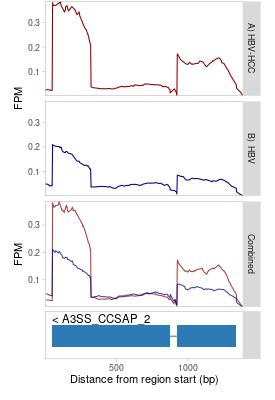 0.3
0.2
0.1
A) HBV-HCC
FPM
0.3
0.2
0.1
B) HBV
0.3
0.2
0.1
FPM
Combined
< A3SS_CCSAP_2
500
1000
Distance from region start (bp)